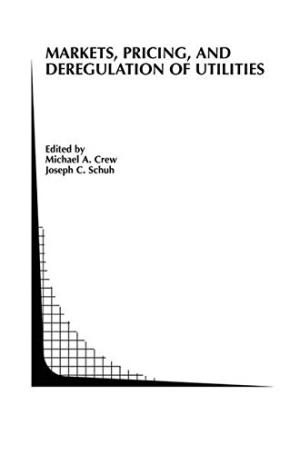 MARKETS, PRICING, AND
DEREGULATION OF UTILITIES
Edited by
Michael A. Crew
Joseph C. Schuh